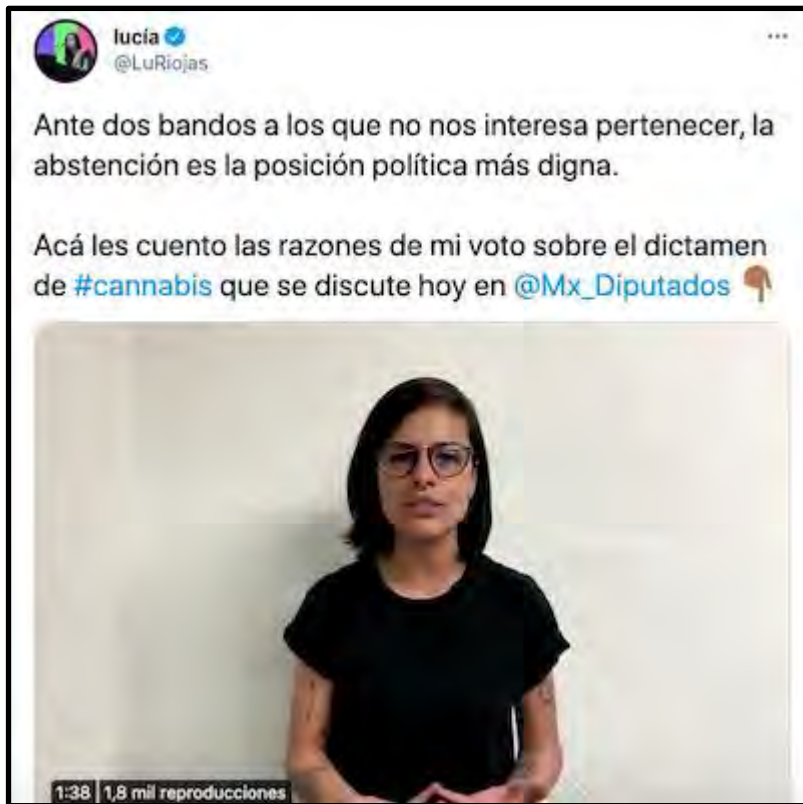 lucía
@LuRiojas
Ante dos bandos a los que no nos interesa pertenecer, la
abstención es la posición política más digna.
Acá les cuento las razones de mi voto sobre el dictamen
de #cannabis que se discute hoy en @Mx_Diputados
1:38 1,8 mil reproducciones